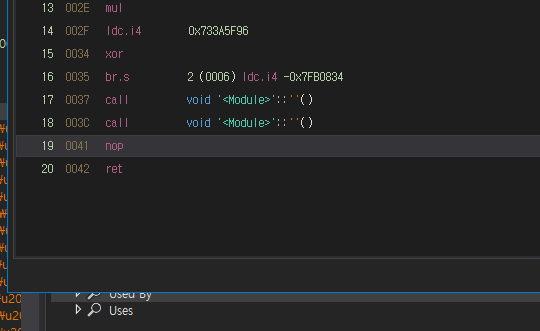 13 002E mul
14 002F ldc.i4 0x733A5F96
15 0034 xor
16 0035 br.s 2 (0006) ldc.i4 -0x7FB0834
17 0037 call void '<Module>'::''()
18 003C call void '<Module>'::''()
19 0041 nop
20 0042 ret
\u20
Used By
\u20
Uses